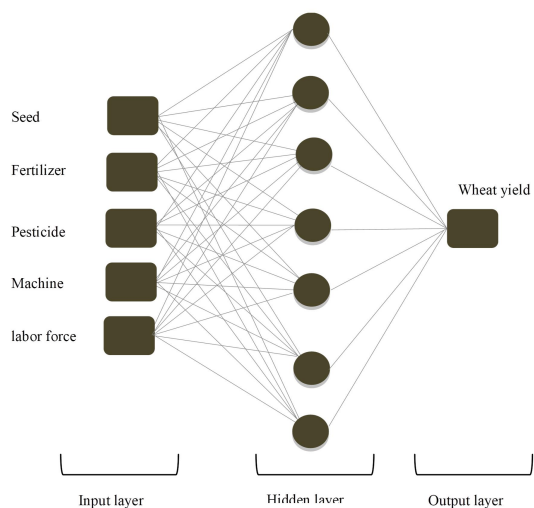 Seed
Fertilizer
Wheat yield
Pesticide
Machine
labor force
Input layer
Hidden layer
Output layer